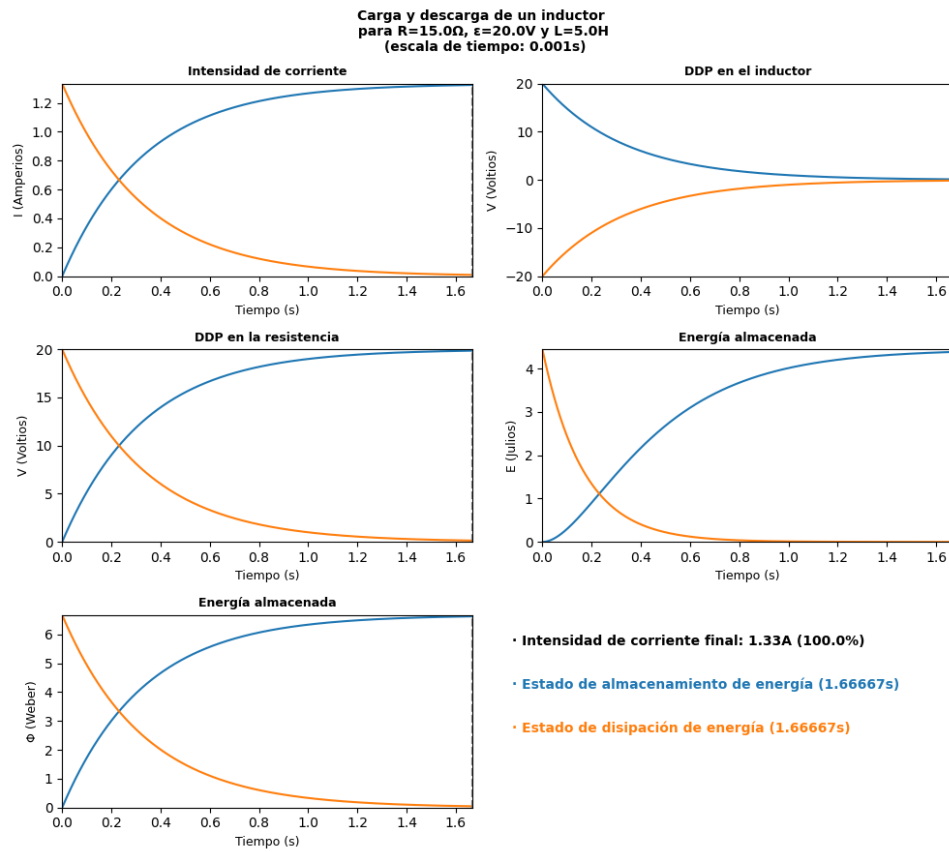 Carga y descarga de un inductor
para R=15.0Ω, ε=20.0V y L=5.0H
(escala de tiempo: 0.001s)
Intensidad de corriente
I (Amperios)
1.2
1.0
0.8
0.6
0.4
0.2
0.0
0.0 0.2 0.4 0.6 0.8 1.0 1.2 1.4 1.6
Tiempo (s)
DDP en el inductor
V (Voltios)
20
10
0
−10
−20
0.0 0.2 0.4 0.6 0.8 1.0 1.2 1.4 1.6
Tiempo (s)
DDP en la resistencia
V (Voltios)
20
15
10
5
0
0.0 0.2 0.4 0.6 0.8 1.0 1.2 1.4 1.6
Tiempo (s)
Energía almacenada
E (Julios)
4
3
2
1
0
0.0 0.2 0.4 0.6 0.8 1.0 1.2 1.4 1.6
Tiempo (s)
Energía almacenada
Φ (Weber)
6
5
4
3
2
1
0
0.0 0.2 0.4 0.6 0.8 1.0 1.2 1.4 1.6
Tiempo (s)
· Intensidad de corriente final: 1.33A (100.0%)
· Estado de almacenamiento de energía (1.66667s)
· Estado de disipación de energía (1.66667s)